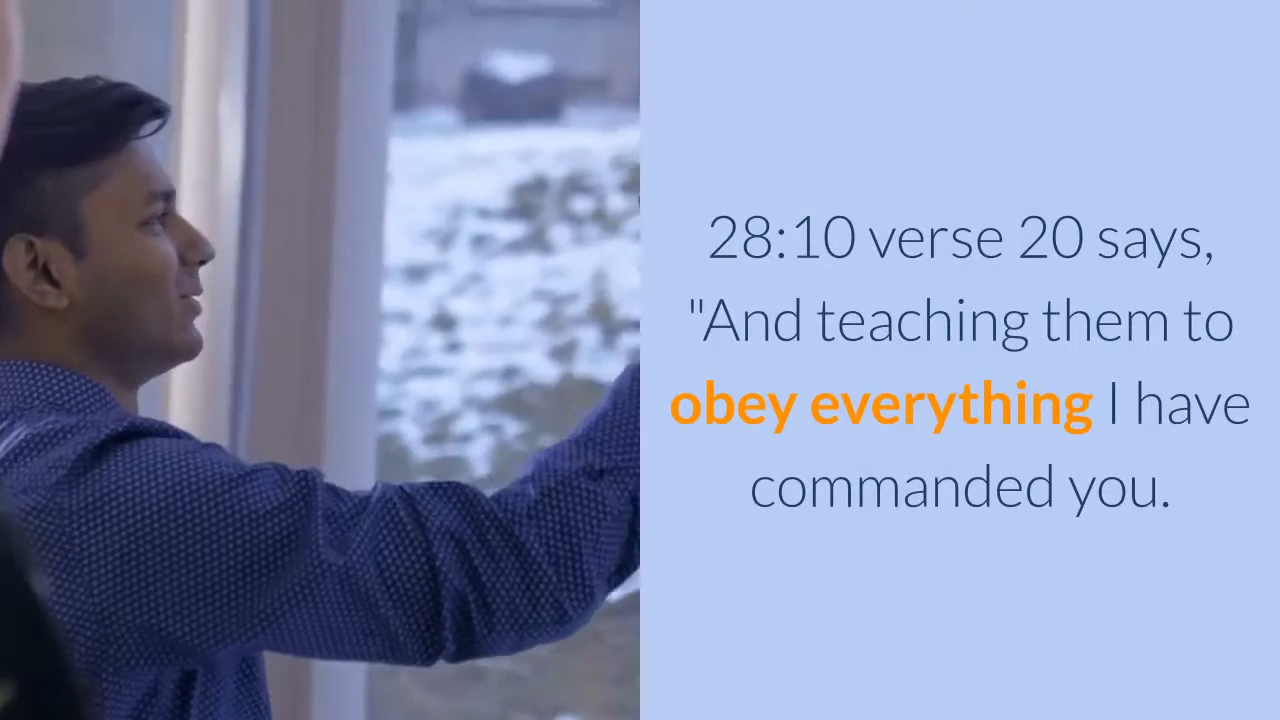 28:10 verse 20 says,
"And teaching them to
obey everything I have
commanded you.